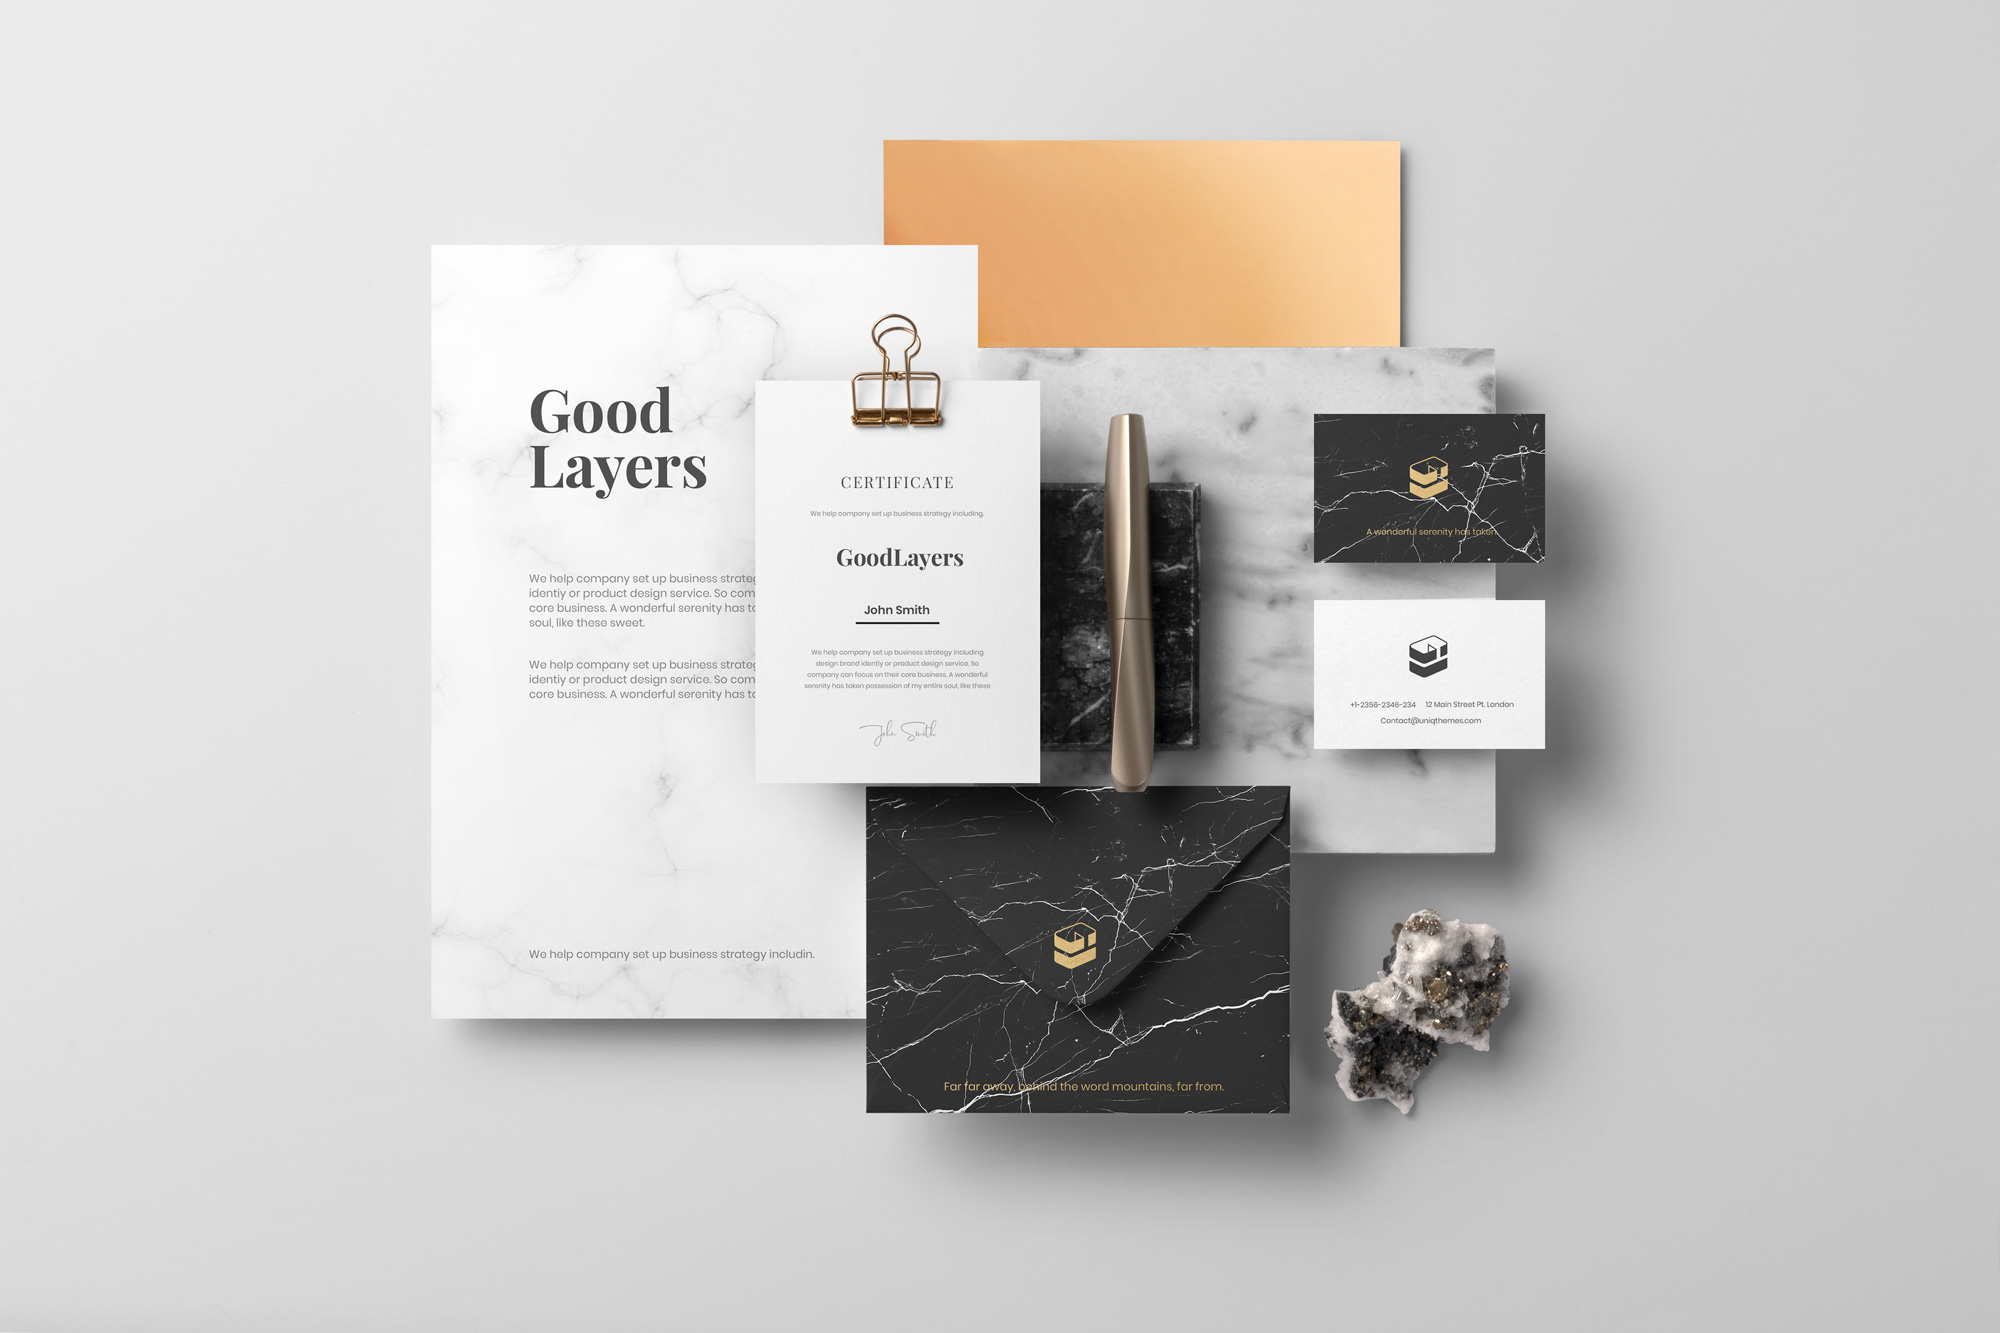 Good
Layers
We help company set up business strateg
identiy or product design service. So com
core business. A wonderful serenity has ta
soul, like these sweet.
We help company set up business strateg
identiy or product design service. So com
core business. A wonderful serenity has ta
We help company set up business strategy includin.
CERTIFICATE
We help company set up business strategy including.
GoodLayers
John Smith
We help company set up business strategy including
design brand identiy or product design service. So
company can focus on their core business. A wonderful
serenity has taken possession of my entire soul, like these
John Smith
A wonderful serenity has taken.
+1-2356-2346-234 12 Main Street Pt. London
Contact@uniqthemes.com
Far far away, behind the word mountains, far from.